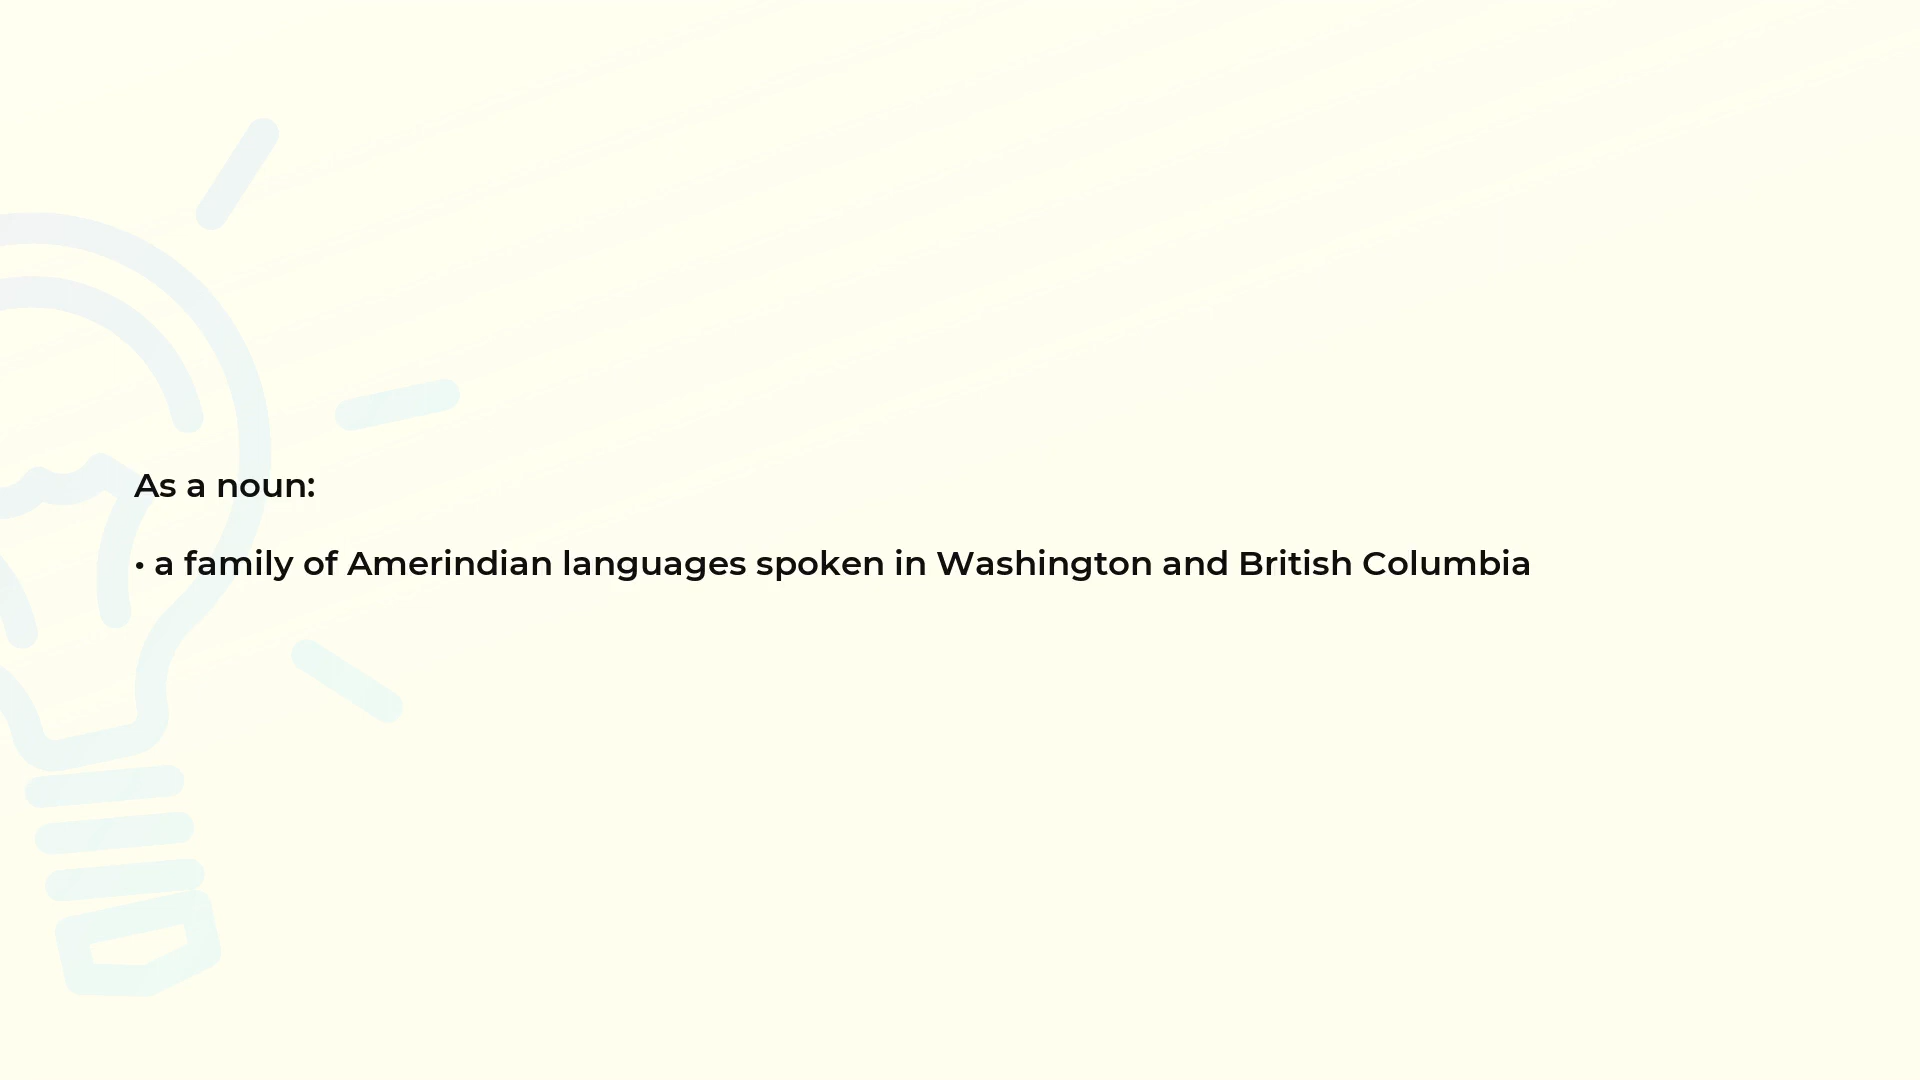 As a noun:
• a family of Amerindian languages spoken in Washington and British Columbia